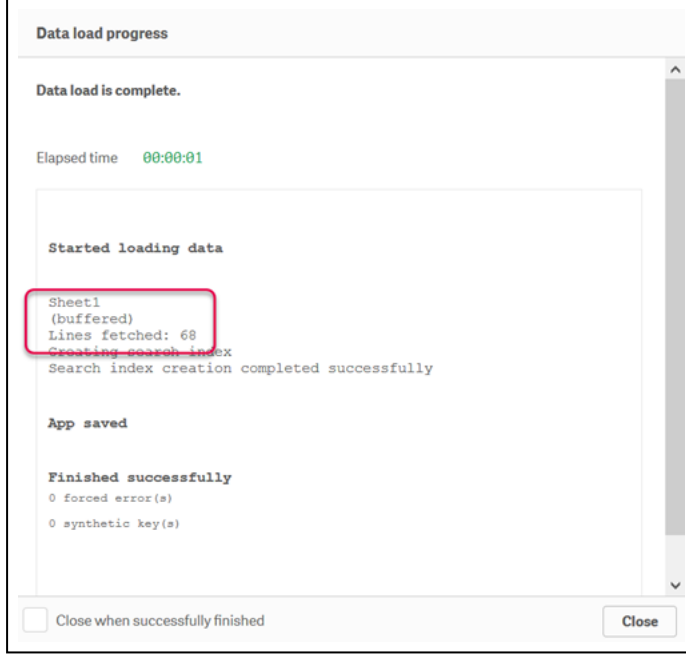 Data load progress
Data load is complete.
Elapsed time 00:00:01
Started loading data
Sheet1
(buffered)
Lines fetched: 68
Creating search index
Search index creation completed successfully
App saved
Finished successfully
0 forced error(s)
0 synthetic key(s)
Close when successfully finished
Close